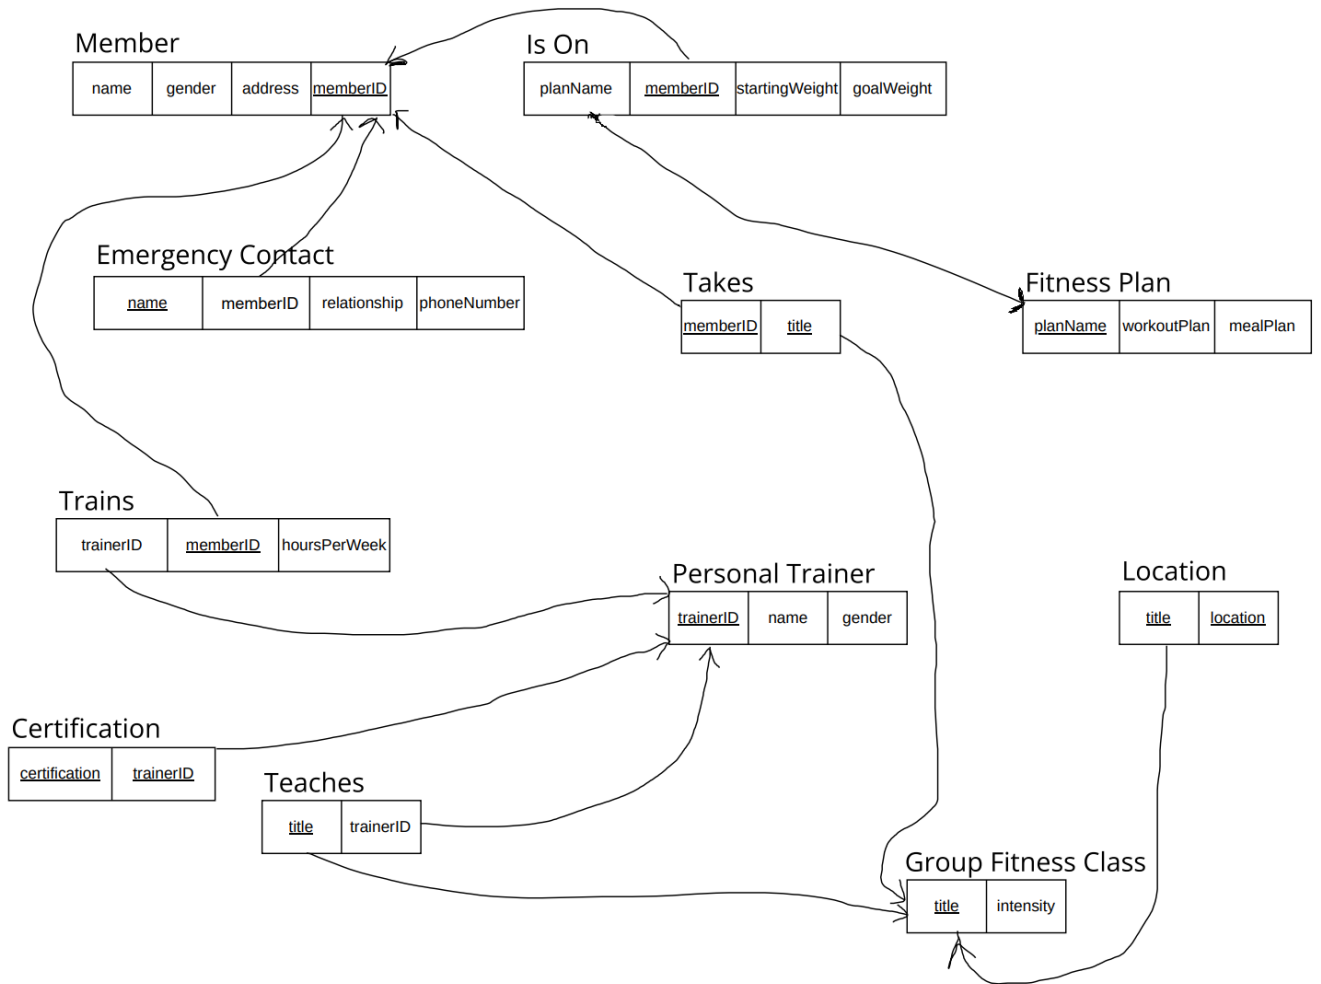 Member
name gender address memberID
Is On
planName memberID startingWeight goalWeight
Emergency Contact
name memberID relationship phoneNumber
Takes
memberID title
Fitness Plan
planName workoutPlan mealPlan
Trains
trainerID memberID hoursPerWeek
Personal Trainer
trainerID name gender
Location
title location
Certification
certification trainerID
Teaches
title trainerID
Group Fitness Class
title intensity